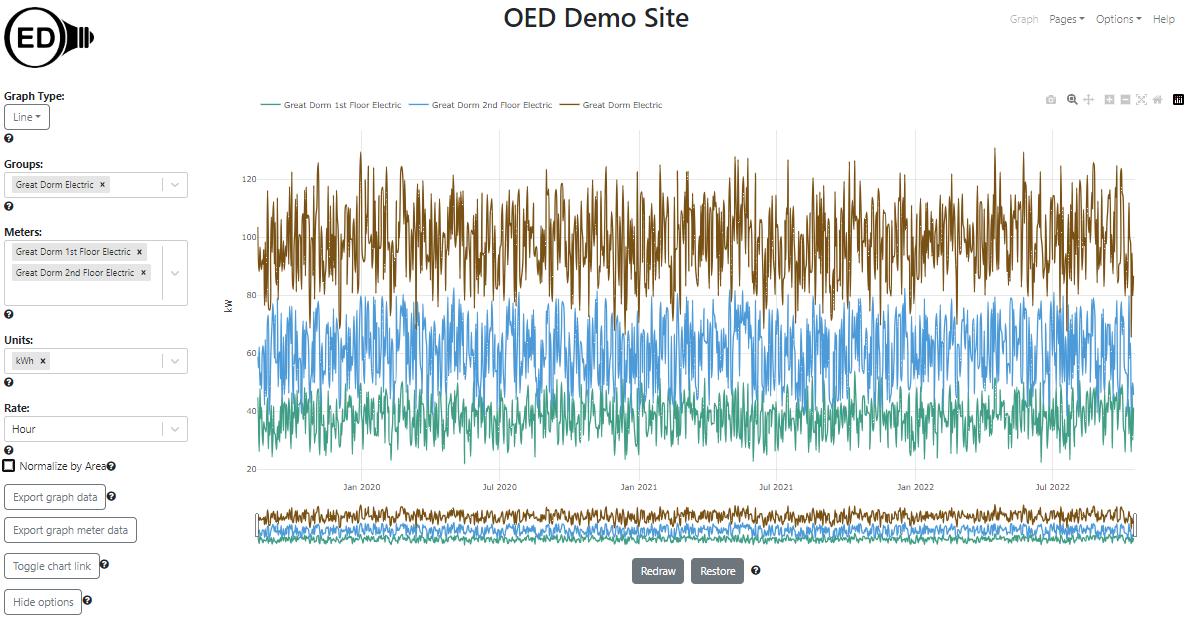 ED
OED Demo Site
Graph Pages Options Help
Graph Type:
Line
Groups:
Great Dorm Electric ×
Meters:
Great Dorm 1st Floor Electric ×
Great Dorm 2nd Floor Electric ×
Units:
kWh ×
Rate:
Hour
Normalize by Area
Export graph data
Export graph meter data
Toggle chart link
Hide options
Great Dorm 1st Floor Electric Great Dorm 2nd Floor Electric Great Dorm Electric
kW
120
100
80
60
40
20
Jan 2020 Jul 2020 Jan 2021 Jul 2021 Jan 2022 Jul 2022
Redraw Restore